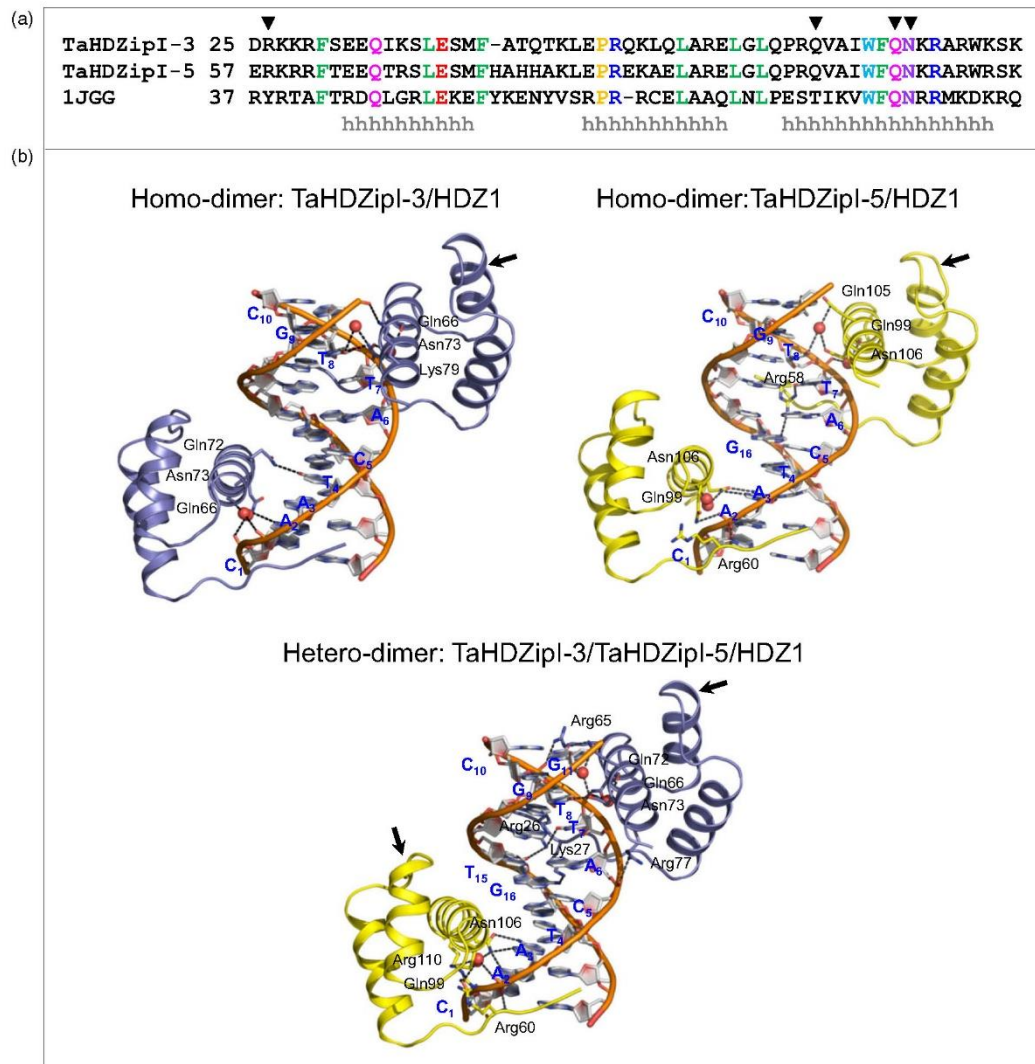 (a)
TaHDZipI-3 25 DRKKRFSEEQIKSLESMF-ATQTKLEPRQKLQLARELGLQPRQVAIWFQNKRARWKSK
TaHDZipI-5 57 ERKRRFTEEQTRSLESMFHAHHAKLEPREKAELARELGLQPRQVAIWFQNKRARWRSK
1JGG 37 RYRTAFTRDQLGRLEKEFYKENYVSRPR-RCELAAQLNLPESTIKVWFQNRRMKDKRQ
hhhhhhhhhh hhhhhhhhhhh hhhhhhhhhhhhhhhh
(b)
Homo-dimer: TaHDZipI-3/HDZ1
C10
G9
T8
Gln66
Asn73
Lys79
T7
A6
C5
T4
A3
A2
C1
Gln72
Asn73
Gln66
Homo-dimer:TaHDZipI-5/HDZ1
Gln105
C10
G9
T8
Gln99
Asn106
Arg58
T7
A6
G16
C5
T4
A3
A2
C1
Asn106
Gln99
Arg60
Hetero-dimer: TaHDZipI-3/TaHDZipI-5/HDZ1
Arg65
C10
G11
Gln72
G9
Gln66
T8
Asn73
Arg26
T7
Lys27
Arg77
A6
T15
G16
C5
T4
Asn106
A3
Arg110
Gln99
A2
C1
Arg60